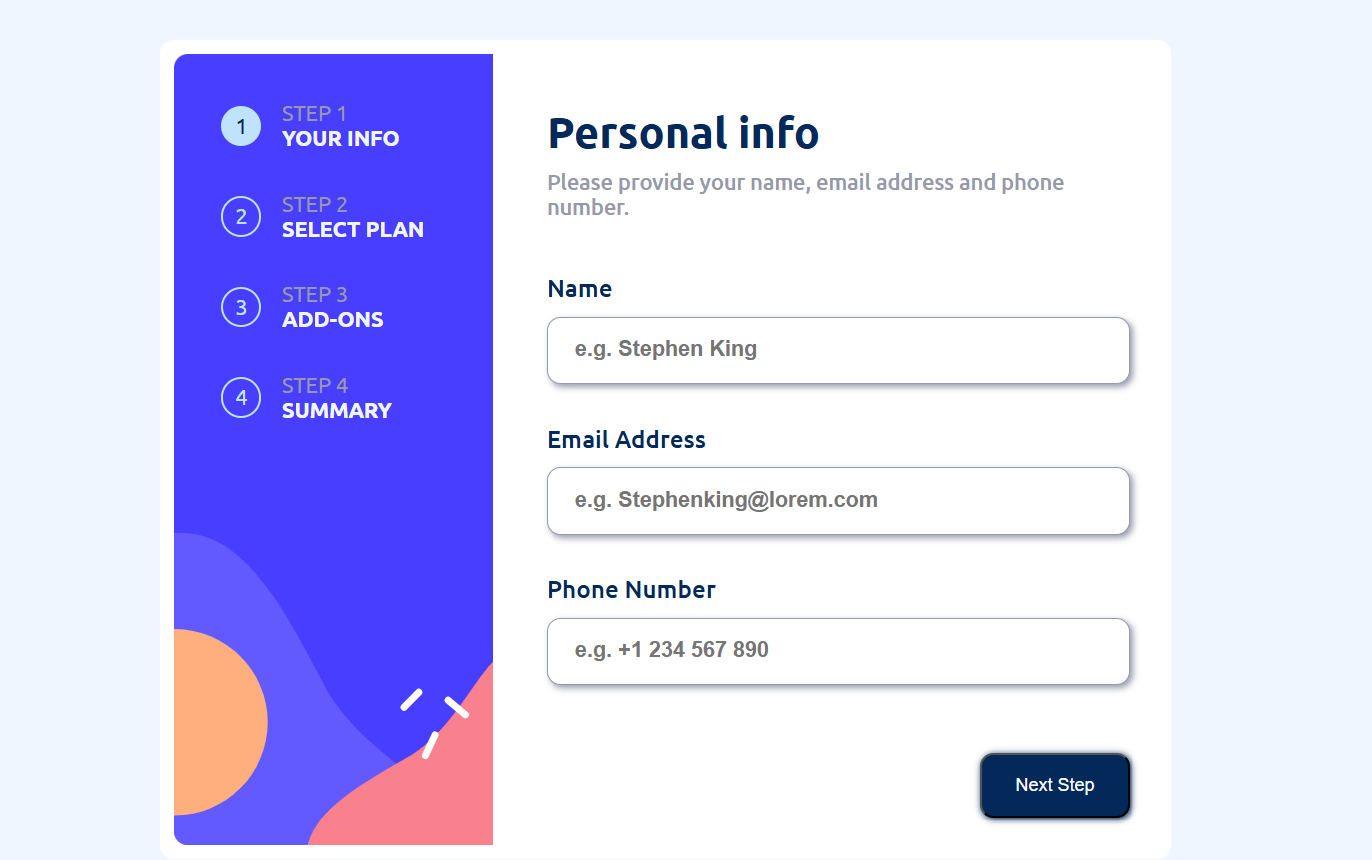 1
STEP 1
YOUR INFO
2
STEP 2
SELECT PLAN
3
STEP 3
ADD-ONS
4
STEP 4
SUMMARY
Personal info
Please provide your name, email address and phone
number.
Name
e.g. Stephen King
Email Address
e.g. Stephenking@lorem.com
Phone Number
e.g. +1 234 567 890
Next Step